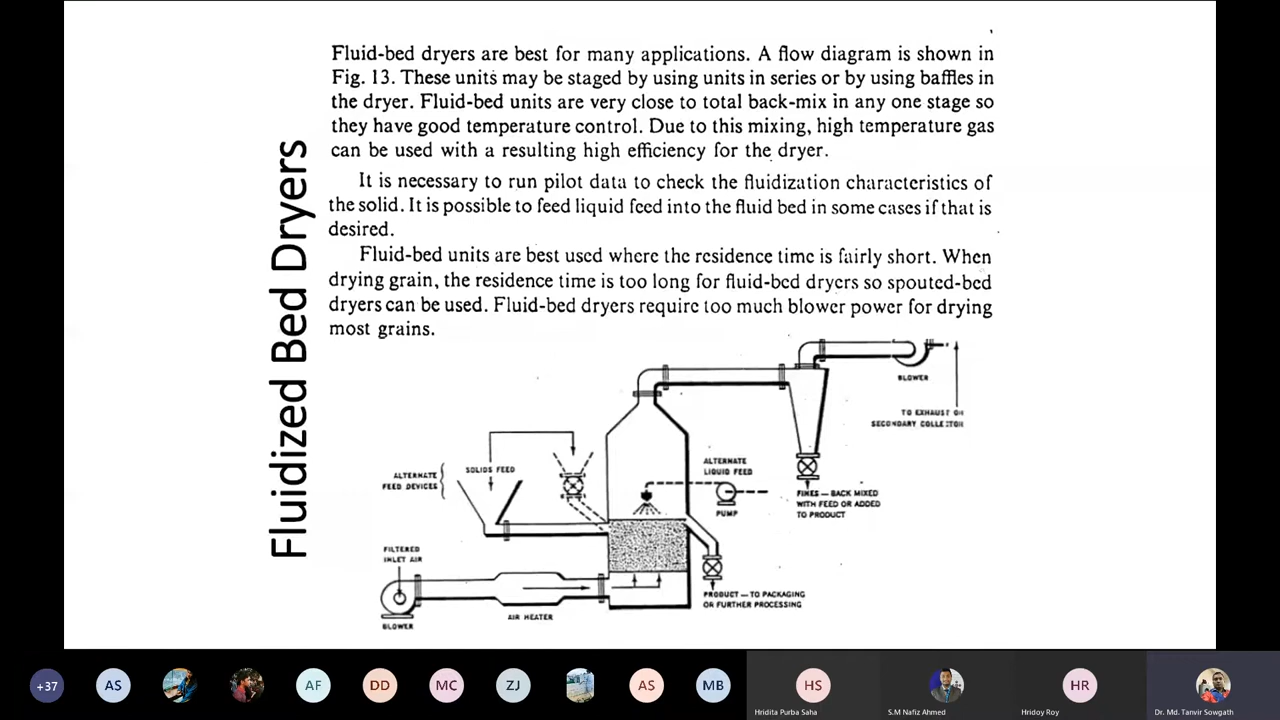 Fluidized Bed Dryers
Fluid-bed dryers are best for many applications. A flow diagram is shown in
Fig. 13. These units may be staged by using units in series or by using baffles in
the dryer. Fluid-bed units are very close to total back-mix in any one stage so
they have good temperature control. Due to this mixing, high temperature gas
can be used with a resulting high efficiency for the dryer.
It is necessary to run pilot data to check the fluidization characteristics of
the solid. It is possible to feed liquid feed into the fluid bed in some cases if that is
desired.
Fluid-bed units are best used where the residence time is fairly short. When
drying grain, the residence time is too long for fluid-bed dryers so spouted-bed
dryers can be used. Fluid-bed dryers require too much blower power for drying
most grains.
BLOWER
TO EXHAUST OR
SECONDARY COLLECTOR
ALTERNATE
FEED DEVICES
SOLIDS FEED
ALTERNATE
LIQUID FEED
PUMP
FINES — BACK MIXED
WITH FEED OR ADDED
TO PRODUCT
FILTERED
INLET AIR
BLOWER
AIR HEATER
PRODUCT — TO PACKAGING
OR FURTHER PROCESSING
+37
AS
AF
DD
MC
ZJ
AS
MB
HS
HR
Hridita Purba Saha
S.M Nafiz Ahmed
Hridoy Roy
Dr. Md. Tanvir Sowgath